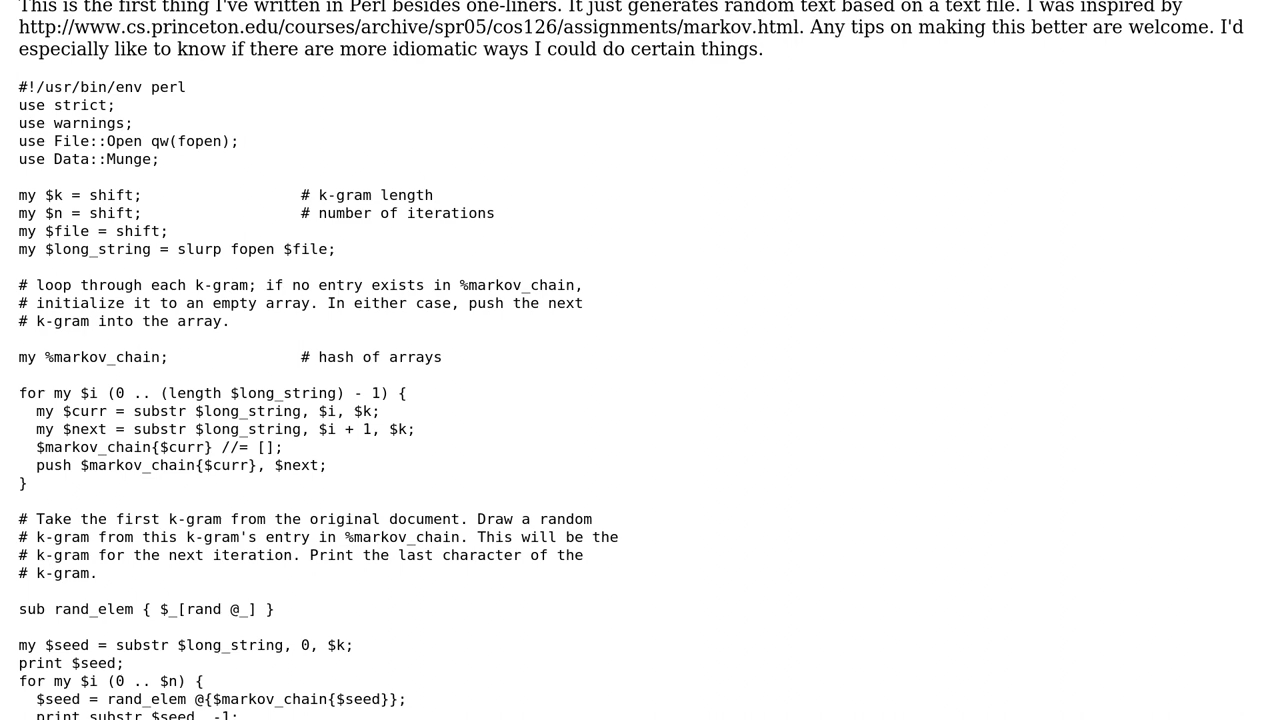 This is the first thing I've written in Perl besides one-liners. It just generates random text based on a text file. I was inspired by
http://www.cs.princeton.edu/courses/archive/spr05/cos126/assignments/markov.html. Any tips on making this better are welcome. I'd
especially like to know if there are more idiomatic ways I could do certain things.
#!/usr/bin/env perl
use strict;
use warnings;
use File::Open qw(fopen);
use Data::Munge;
my $k = shift;                  # k-gram length
my $n = shift;                  # number of iterations
my $file = shift;
my $long_string = slurp fopen $file;
# loop through each k-gram; if no entry exists in %markov_chain,
# initialize it to an empty array. In either case, push the next
# k-gram into the array.
my %markov_chain;               # hash of arrays
for my $i (0 .. (length $long_string) - 1) {
  my $curr = substr $long_string, $i, $k;
  my $next = substr $long_string, $i + 1, $k;
  $markov_chain{$curr} //= [];
  push $markov_chain{$curr}, $next;
}
# Take the first k-gram from the original document. Draw a random
# k-gram from this k-gram's entry in %markov_chain. This will be the
# k-gram for the next iteration. Print the last character of the
# k-gram.
sub rand_elem { $_[rand @_] }
my $seed = substr $long_string, 0, $k;
print $seed;
for my $i (0 .. $n) {
  $seed = rand_elem @{$markov_chain{$seed}};
  print substr $seed, -1;